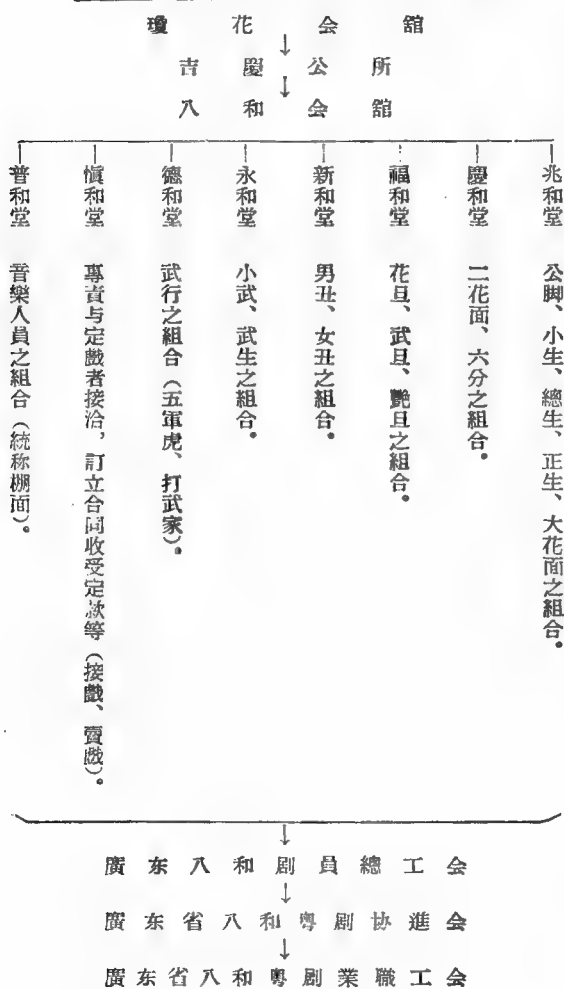 瓊花会舘
↓
吉慶公所
↓
八和会舘
兆和堂 公脚、小生、總生、正生、大花面之組合。
慶和堂 二花面、六分之組合。
福和堂 花旦、武旦、艷旦之組合。
新和堂 男丑、女丑之組合。
永和堂 小武、武生之組合。
德和堂 武行之組合（五軍虎、打武家）。
慎和堂 專責与定戲者接洽，訂立合同收受定款等（接戲、賣戲）。
普和堂 音樂人員之組合（統称棚面）。
↓
廣东八和剧員總工会
↓
廣东省八和粤剧协進会
↓
廣东省八和粤剧業職工会